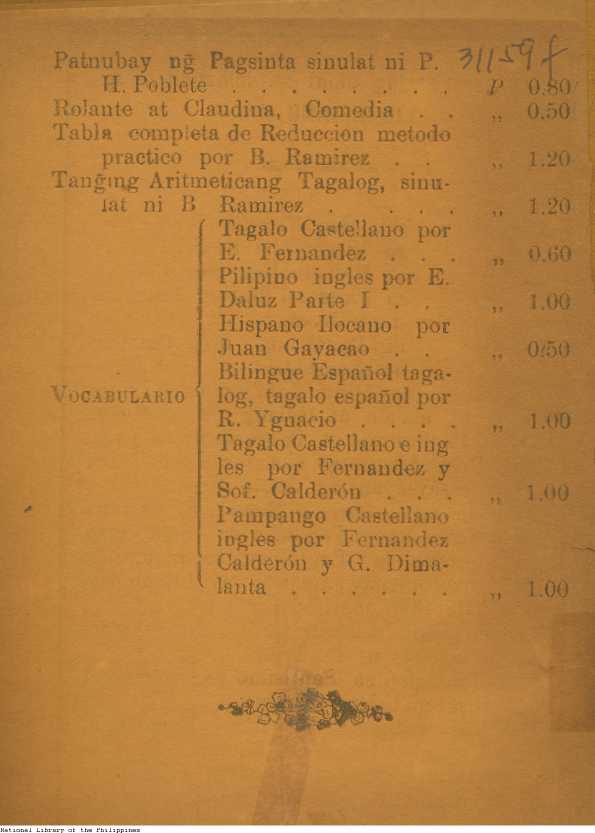 Patnubay ng̃ Pagsinta sinulat ni P. 31159f
H. Poblete . . . . . . . . P 0.80
Rolante at Claudina, Comedia . . ,, 0.50
Tabla completa de Reduccion metodo
practico por B. Ramirez . . ,, 1.20
Tang̃ing Aritmeticang Tagalog, sinu-
lat ni B Ramirez . . . . ,, 1.20
Tagalo Castellano por
E. Fernandez . . . ,, 0.60
Pilipino ingles por E.
Daluz Parte I . . ,, 1.00
Hispano Ilocano por
Juan Gayacao . . ,, 0.50
Bilingue Español taga-
VOCABULARIO log, tagalo español por
R. Ygnacio . . . . ,, 1.00
Tagalo Castellano e ing
les por Fernandez y
Sof. Calderón . . . ,, 1.00
Pampango Castellano
ingles por Fernandez
Calderón y G. Dima-
lanta . . . . . . ,, 1.00
National Library of the Philippines